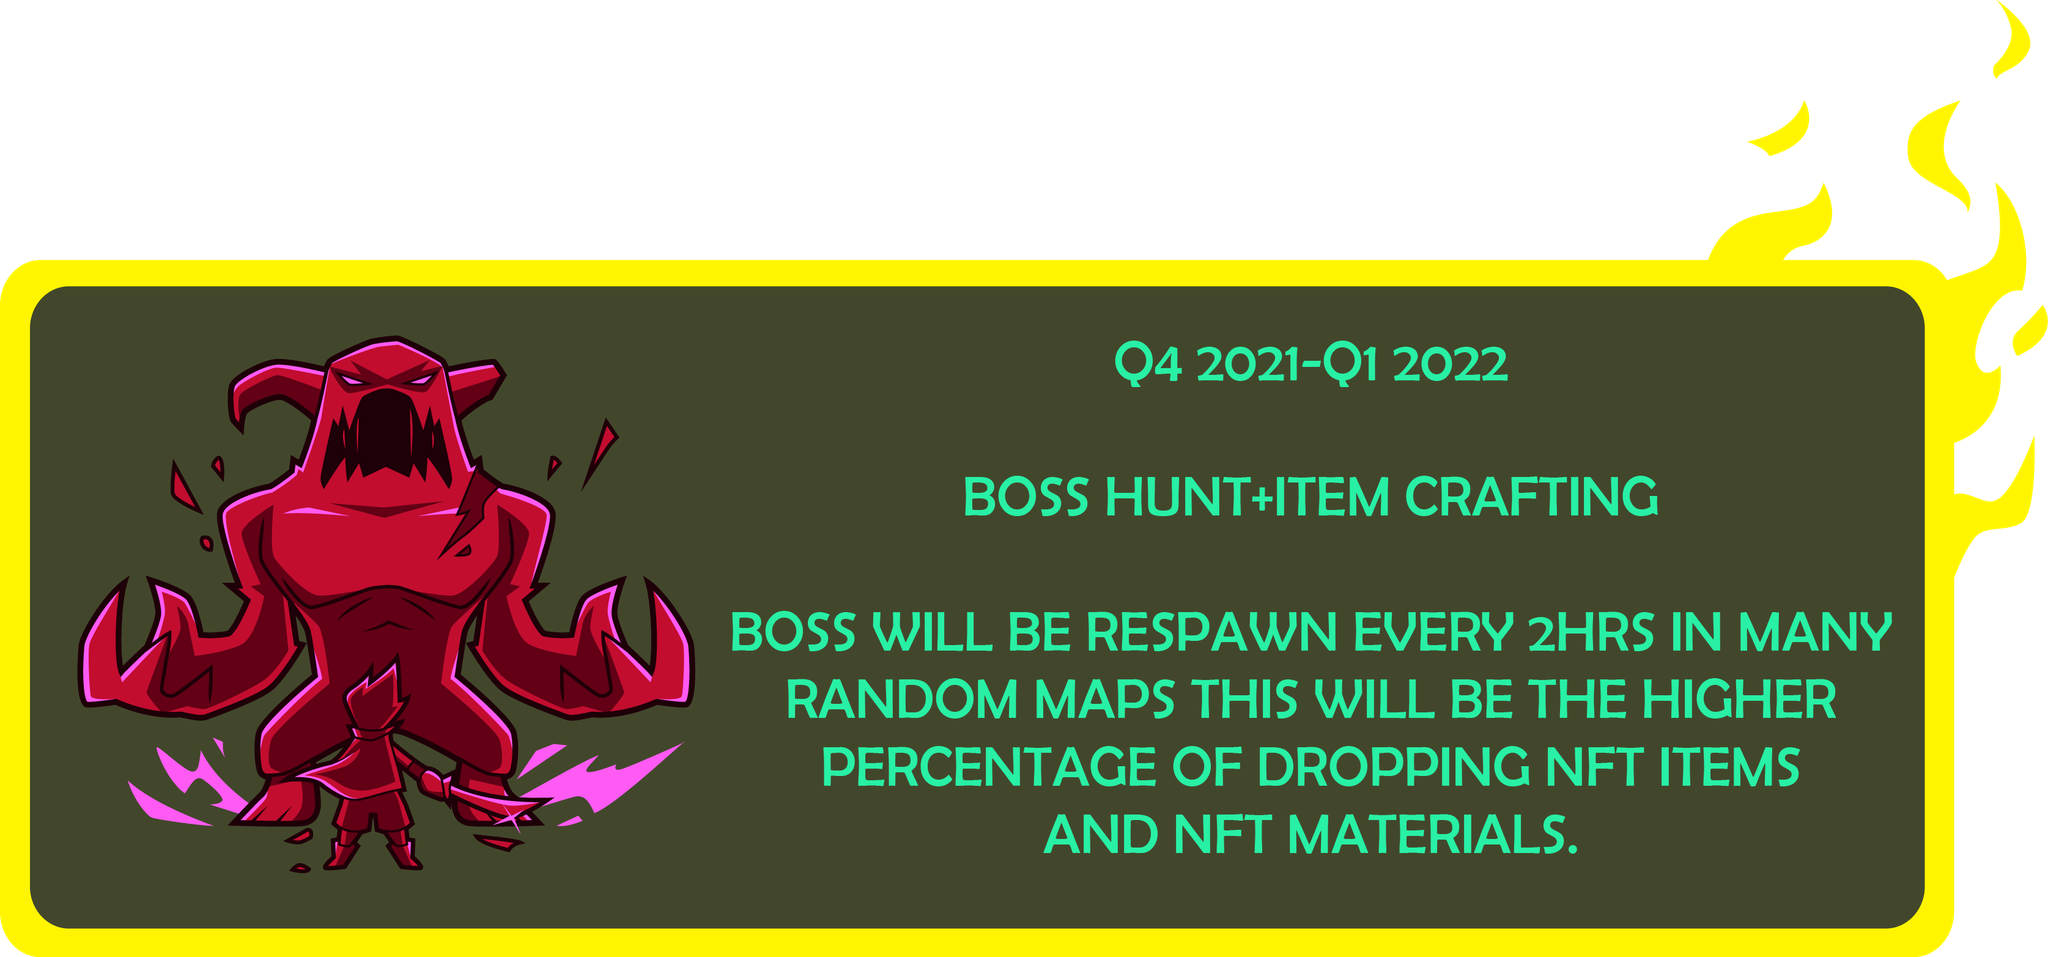 Q4 2021-Q1 2022
BOSS HUNT+ITEM CRAFTING
BOSS WILL BE RESPAWN EVERY 2HRS IN MANY
RANDOM MAPS THIS WILL BE THE HIGHER
PERCENTAGE OF DROPPING NFT ITEMS
AND NFT MATERIALS.